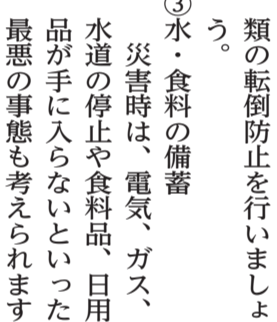 類の転倒防止を行いましょ
う。
③水・食料の備蓄
災害時は、電気、ガス、
水道の停止や食料品、日用
品が手に入らないといった
最悪の事態も考えられます